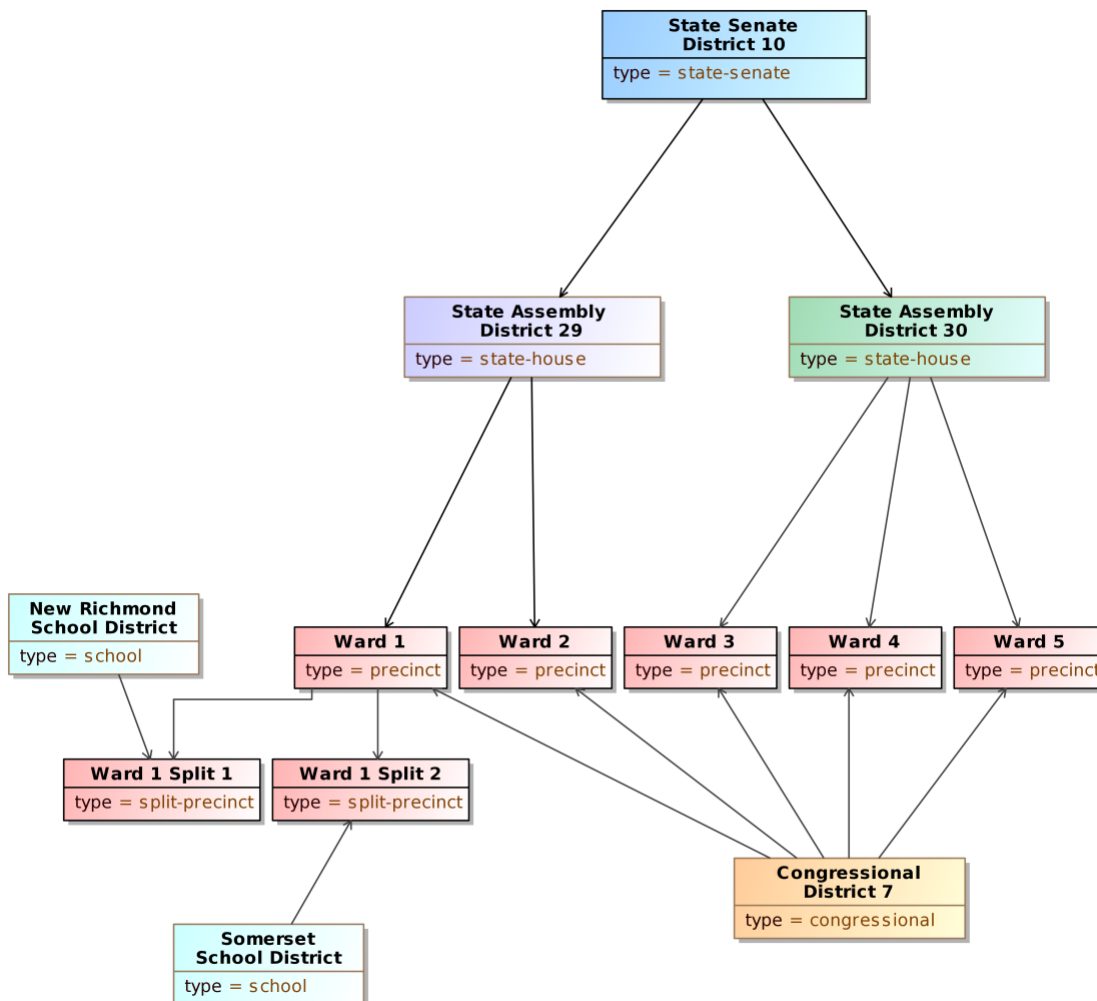 State Senate
District 10
type = state-senate
State Assembly
District 29
type = state-house
State Assembly
District 30
type = state-house
New Richmond
School District
type = school
Ward 1
type = precinct
Ward 2
type = precinct
Ward 3
type = precinct
Ward 4
type = precinct
Ward 5
type = precinct
Ward 1 Split 1
type = split-precinct
Ward 1 Split 2
type = split-precinct
Congressional
District 7
type = congressional
Somerset
School District
type = school